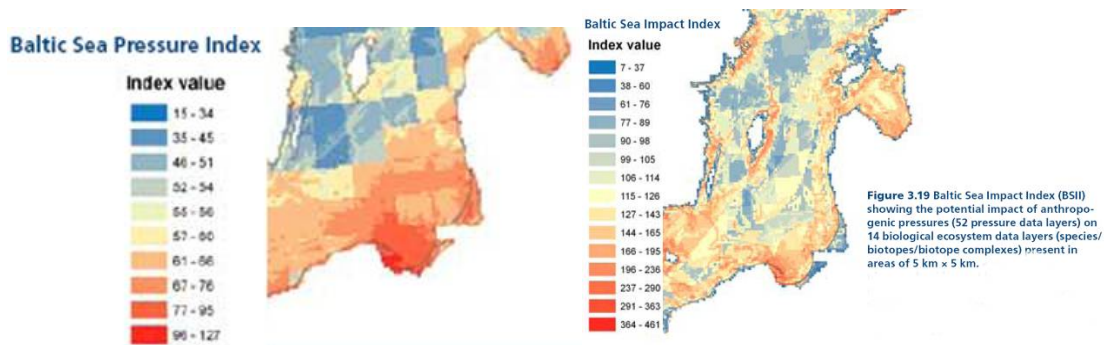 Baltic Sea Pressure Index
Index value
15 - 34
35 - 45
46 - 51
52 - 54
55 - 56
57 - 60
61 - 66
67 - 76
77 - 95
96 - 127
Baltic Sea Impact Index
Index value
7 - 37
38 - 60
61 - 76
77 - 89
90 - 98
99 - 105
106 - 114
115 - 126
127 - 143
144 - 165
166 - 195
196 - 236
237 - 290
291 - 363
364 - 461
Figure 3.19 Baltic Sea Impact Index (BSII)
showing the potential impact of anthropo-
genic pressures (52 pressure data layers) on
14 biological ecosystem data layers (species/
biotopes/biotope complexes) present in
areas of 5 km × 5 km.